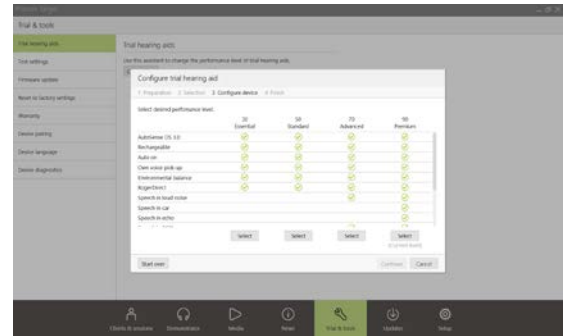 Phonak Target
Trial & tools
Trial hearing aids
Test settings
Firmware update
Reset to factory settings
Warranty
Device pairing
Device language
Device diagnostics
Trial hearing aids
Use this assistant to change the performance level of trial hearing aids.
Configure trial hearing aid
1 Preparation 2 Selection 3 Configure device 4 Finish
Select desired performance level.
30 50 70 90
Essential Standard Advanced Premium
AutoSense OS 3.0
Rechargeable
Auto-on
Own voice pick-up
Environmental balance
RogerDirect
Speech in loud noise
Speech in car
Speech in echo
Select Select Select Select
(Current level)
Start over Continue Cancel
Clients & sessions Demonstration Media News Trial & tools Updates Setup